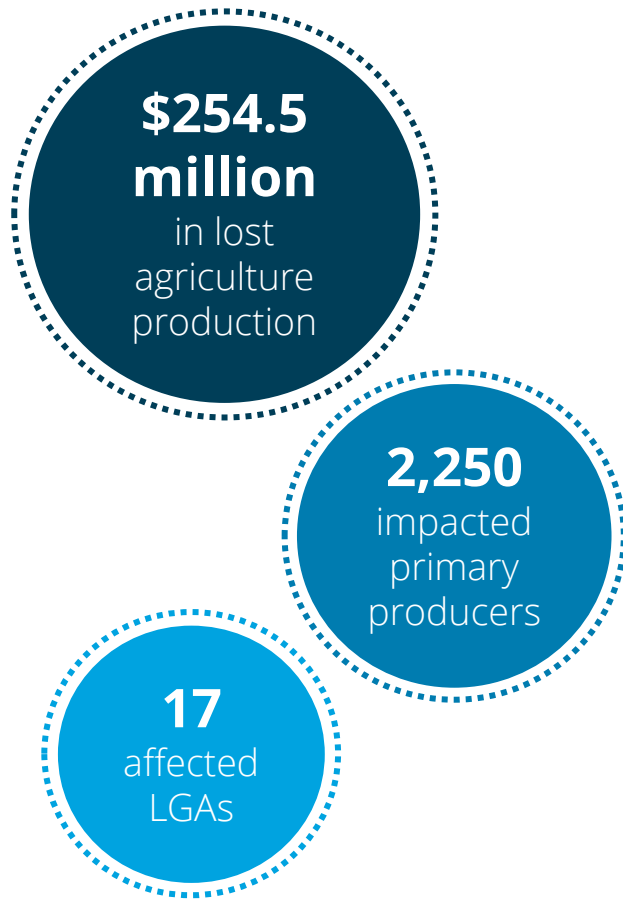 $254.5
million
in lost
agriculture
production
2,250
impacted
primary
producers
17
affected
LGAs